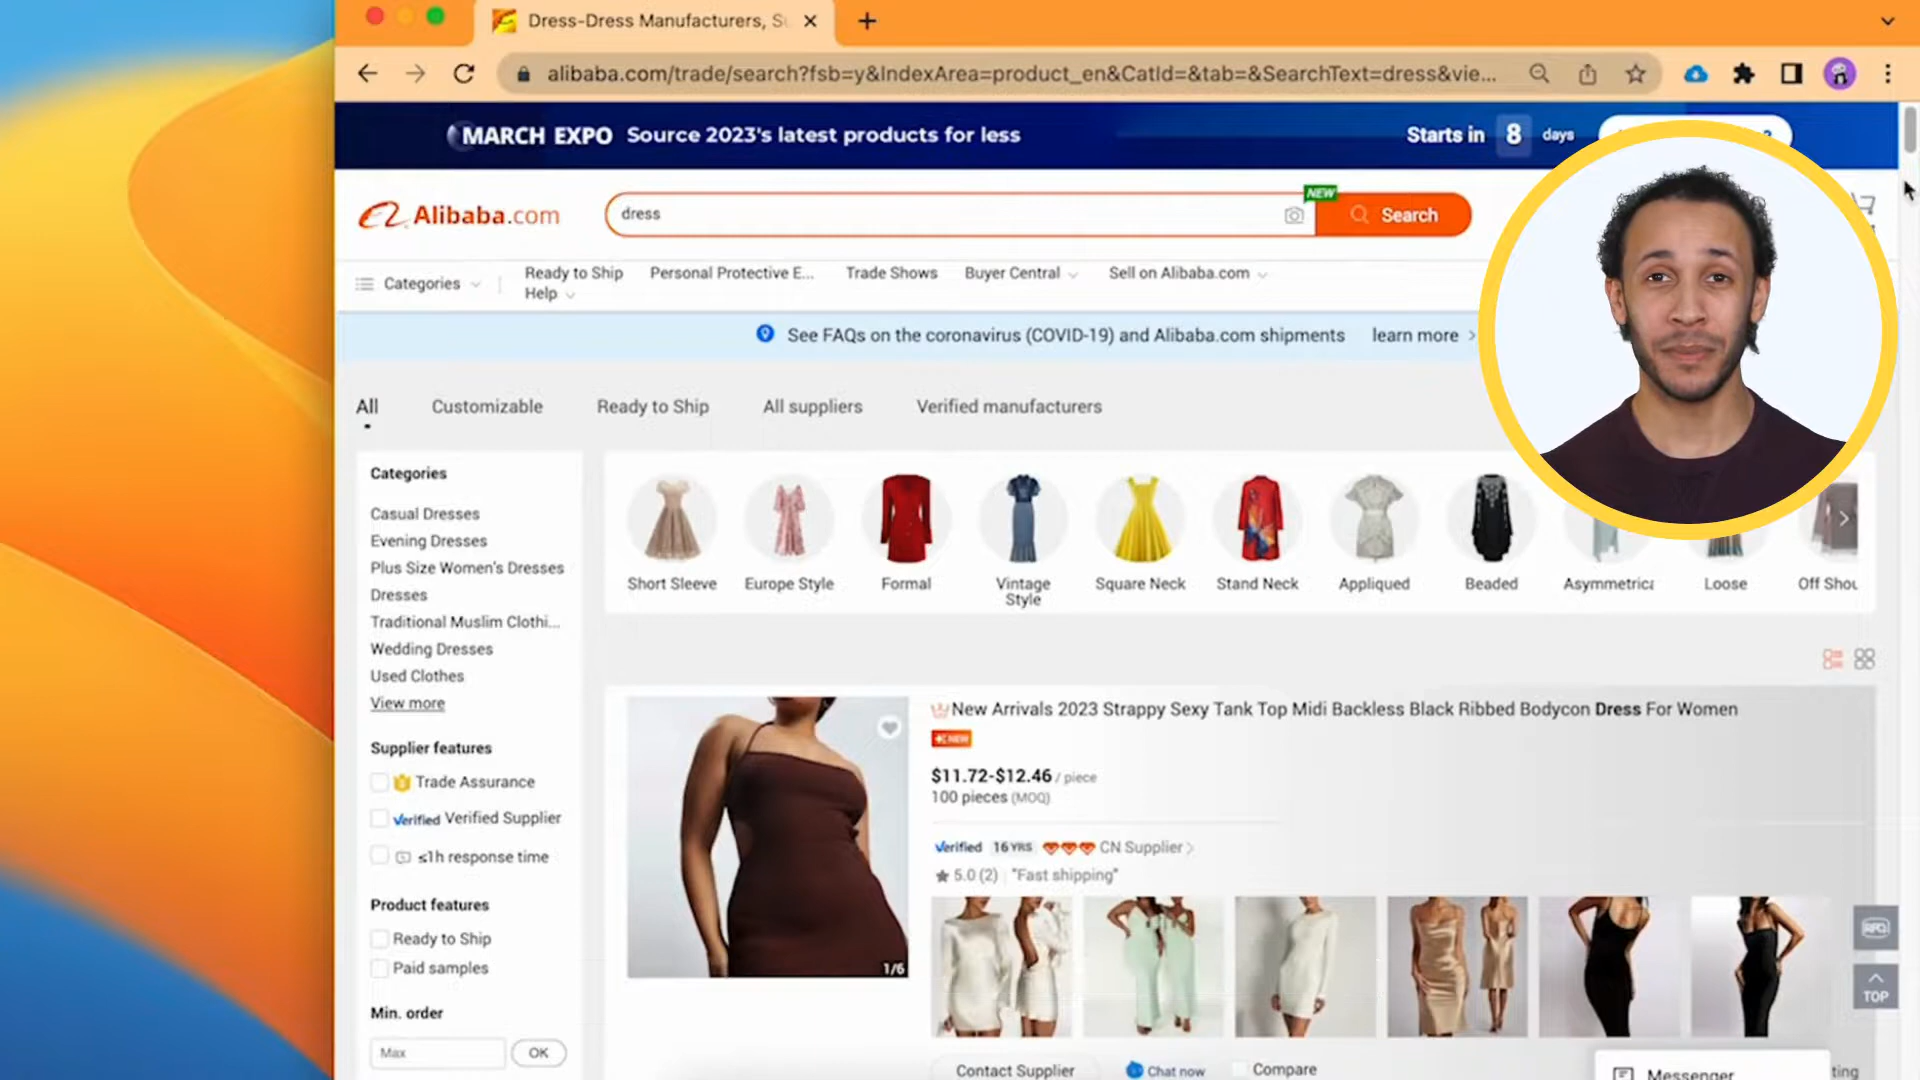 Dress-Dress Manufacturers, Su
alibaba.com/trade/search?fsb=y&IndexArea=product_en&CatId=&tab=&SearchText=dress&vie...
MARCH EXPO Source 2023's latest products for less Starts in 8 days
Alibaba.com
dress
NEW
Search
Categories
Ready to Ship Personal Protective E... Trade Shows Buyer Central Sell on Alibaba.com
Help
See FAQs on the coronavirus (COVID-19) and Alibaba.com shipments learn more
All Customizable Ready to Ship All suppliers Verified manufacturers
Categories
Casual Dresses
Evening Dresses
Plus Size Women's Dresses
Dresses
Traditional Muslim Clothi...
Wedding Dresses
Used Clothes
View more
Supplier features
Trade Assurance
Verified Verified Supplier
≤1h response time
Product features
Ready to Ship
Paid samples
Min. order
Max OK
Short Sleeve
Europe Style
Formal
Vintage
Style
Square Neck
Stand Neck
Appliqued
Beaded
Asymmetrica
Loose
Off Shou
New Arrivals 2023 Strappy Sexy Tank Top Midi Backless Black Ribbed Bodycon Dress For Women
NEW
$11.72-$12.46 / piece
100 pieces (MOQ)
Verified 16 YRS CN Supplier
5.0 (2) "Fast shipping"
1/6
RFQ
TOP
Contact Supplier Chat now Compare
Messenger
ting